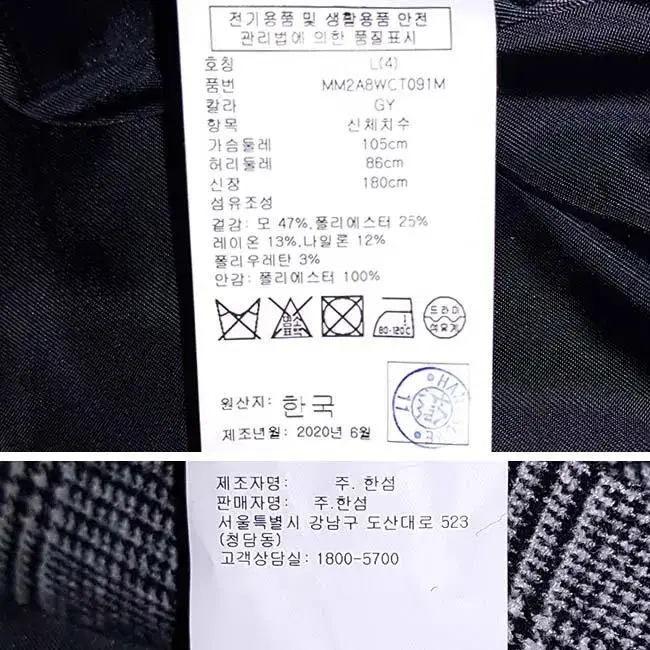 전기용품 및 생활용품 안전
관리법에 의한 품질표시
호칭 L(4)
품번 MM2A8WCT091M
칼라 GY
항목 신체치수
가슴둘레 105cm
허리둘레 86cm
신장 180cm
섬유조성
겉감: 모 47%,폴리에스터 25%
레이온 13%,나일론 12%
폴리우레탄 3%
안감: 폴리에스터 100%
염소
80-120℃
드라이
석유계
원산지: 한국
제조년월: 2020년 6월
11
제조자명: 주. 한섬
판매자명: 주.한섬
서울특별시 강남구 도산대로 523
(청담동)
고객상담실: 1800-5700